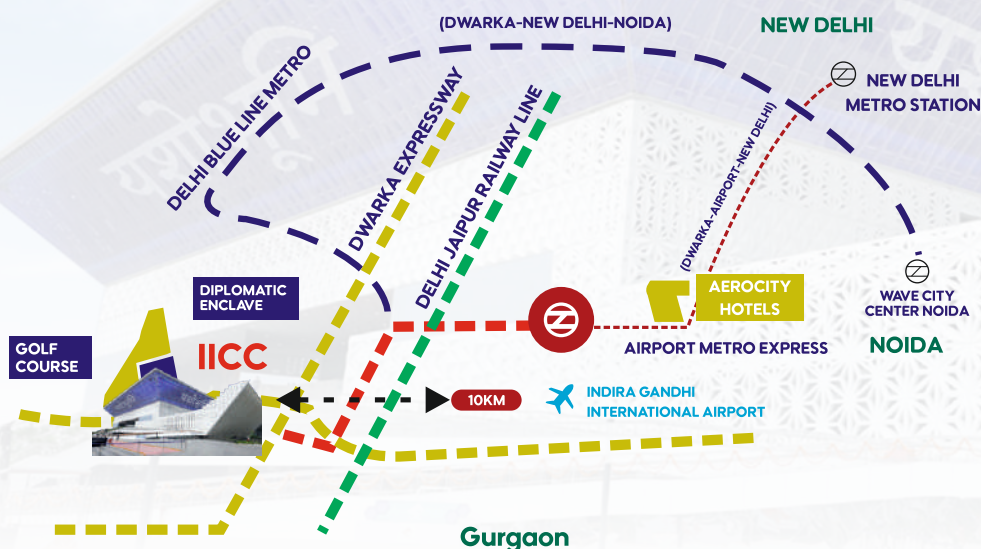 (DWARKA-NEW DELHI-NOIDA)
NEW DELHI
DELHI BLUE LINE METRO
DWARKA EXPRESSWAY
DELHI JAIPUR RAILWAY LINE
(DWARKA-AIRPORT-NEW DELHI)
NEW DELHI
METRO STATION
DIPLOMATIC
ENCLAVE
AEROCITY
HOTELS
WAVE CITY
CENTER NOIDA
NOIDA
GOLF
COURSE
IICC
AIRPORT METRO EXPRESS
10KM
INDIRA GANDHI
INTERNATIONAL AIRPORT
Gurgaon